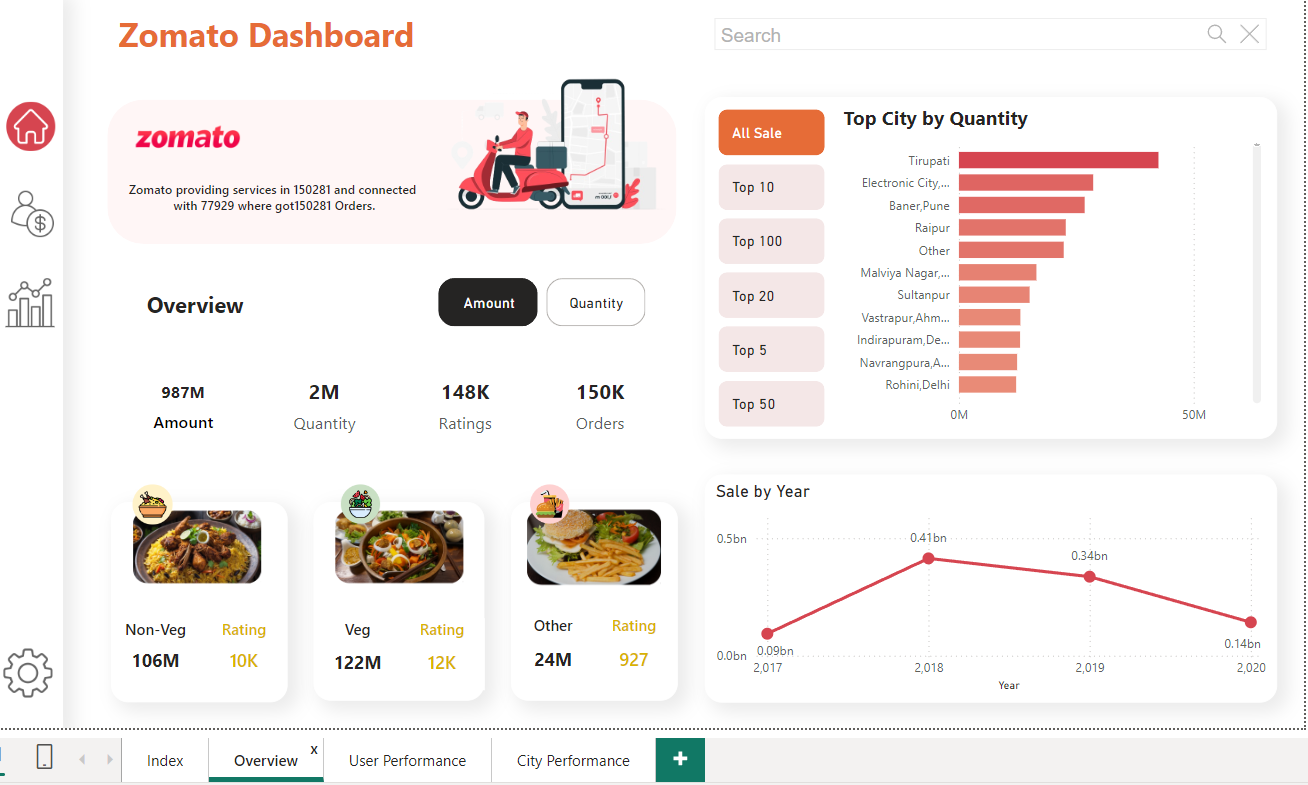 Zomato Dashboard
Search
zomato
Zomato providing services in 150281 and connected
with 77929 where got150281 Orders.
Overview
Amount
Quantity
987M
2M
148K
150K
Amount
Quantity
Ratings
Orders
Non-Veg
Rating
106M
10K
Veg
Rating
122M
12K
Other
Rating
24M
927
All Sale
Top 10
Top 100
Top 20
Top 5
Top 50
Top City by Quantity
Tirupati
Electronic City,...
Baner,Pune
Raipur
Other
Malviya Nagar,...
Sultanpur
Vastrapur,Ahm...
Indirapuram,De...
Navrangpura,A...
Rohini,Delhi
0M
50M
Sale by Year
0.5bn
0.0bn
0.09bn
0.41bn
0.34bn
0.14bn
2,017
2,018
2,019
2,020
Year
Index
Overview
x
User Performance
City Performance
+